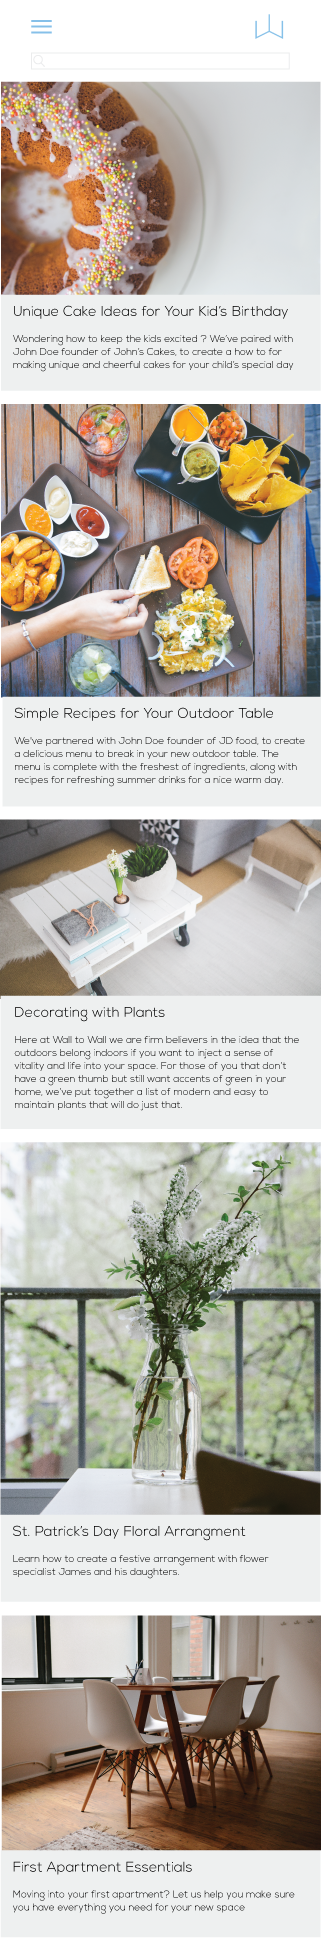 Unique Cake Ideas for Your Kid's Birthday
Wondering how to keep the kids excited ? We've paired with
John Doe founder of John's Cakes, to create a how to for
making unique and cheerful cakes for your child's special day
Simple Recipes for Your Outdoor Table
We've partnered with John Doe founder of JD food, to create
a delicious menu to break in your new outdoor table. The
menu is complete with the freshest of ingredients, along with
recipes for refreshing summer drinks for a nice warm day.
Decorating with Plants
Here at Wall to Wall we are firm believers in the idea that the
outdoors belong indoors if you want to inject a sense of
vitality and life into your space. For those of you that don't
have a green thumb but still want accents of green in your
home, we've put together a list of modern and easy to
maintain plants that will do just that.
St. Patrick's Day Floral Arrangment
Learn how to create a festive arrangement with flower
specialist James and his daughters.
First Apartment Essentials
Moving into your first apartment? Let us help you make sure
you have everything you need for your new space